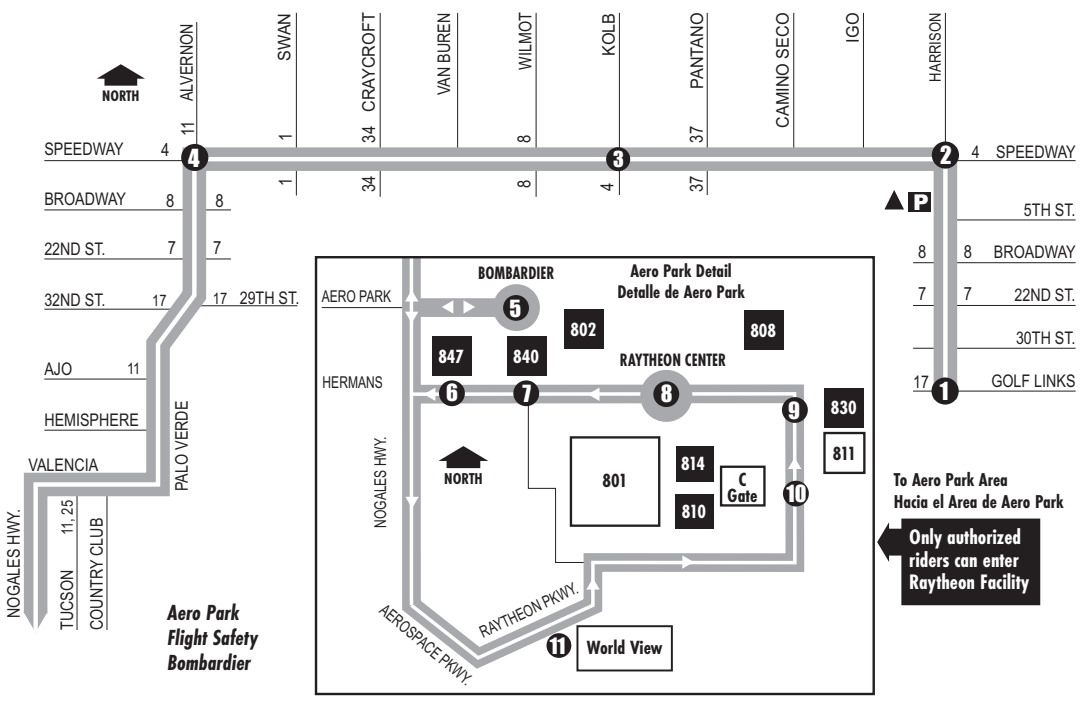 ALVERNON
SWAN
CRAYCROFT
VAN BUREN
WILMOT
KOLB
PANTANO
CAMINO SECO
IGO
HARRISON
NORTH
11
1
34
8
37
SPEEDWAY 4
4
3
2
4 SPEEDWAY
1
34
8
4
37
P
BROADWAY 8 8
5TH ST.
22ND ST. 7 7
8 8 BROADWAY
32ND ST. 17 17 29TH ST.
7 7 22ND ST.
30TH ST.
AJO 11
17 1 GOLF LINKS
HEMISPHERE
PALO VERDE
VALENCIA
NOGALES HWY.
TUCSON 11, 25
COUNTRY CLUB
Aero Park
Flight Safety
Bombardier
BOMBARDIER
Aero Park Detail
Detalle de Aero Park
AERO PARK
5
802
808
847
840
RAYTHEON CENTER
HERMANS
6
7
8
9
830
811
NORTH
NOGALES HWY.
801
814
810
C
Gate
10
RAYTHEON PKWY.
AEROSPACE PKWY.
11
World View
To Aero Park Area
Hacia el Area de Aero Park
Only authorized
riders can enter
Raytheon Facility